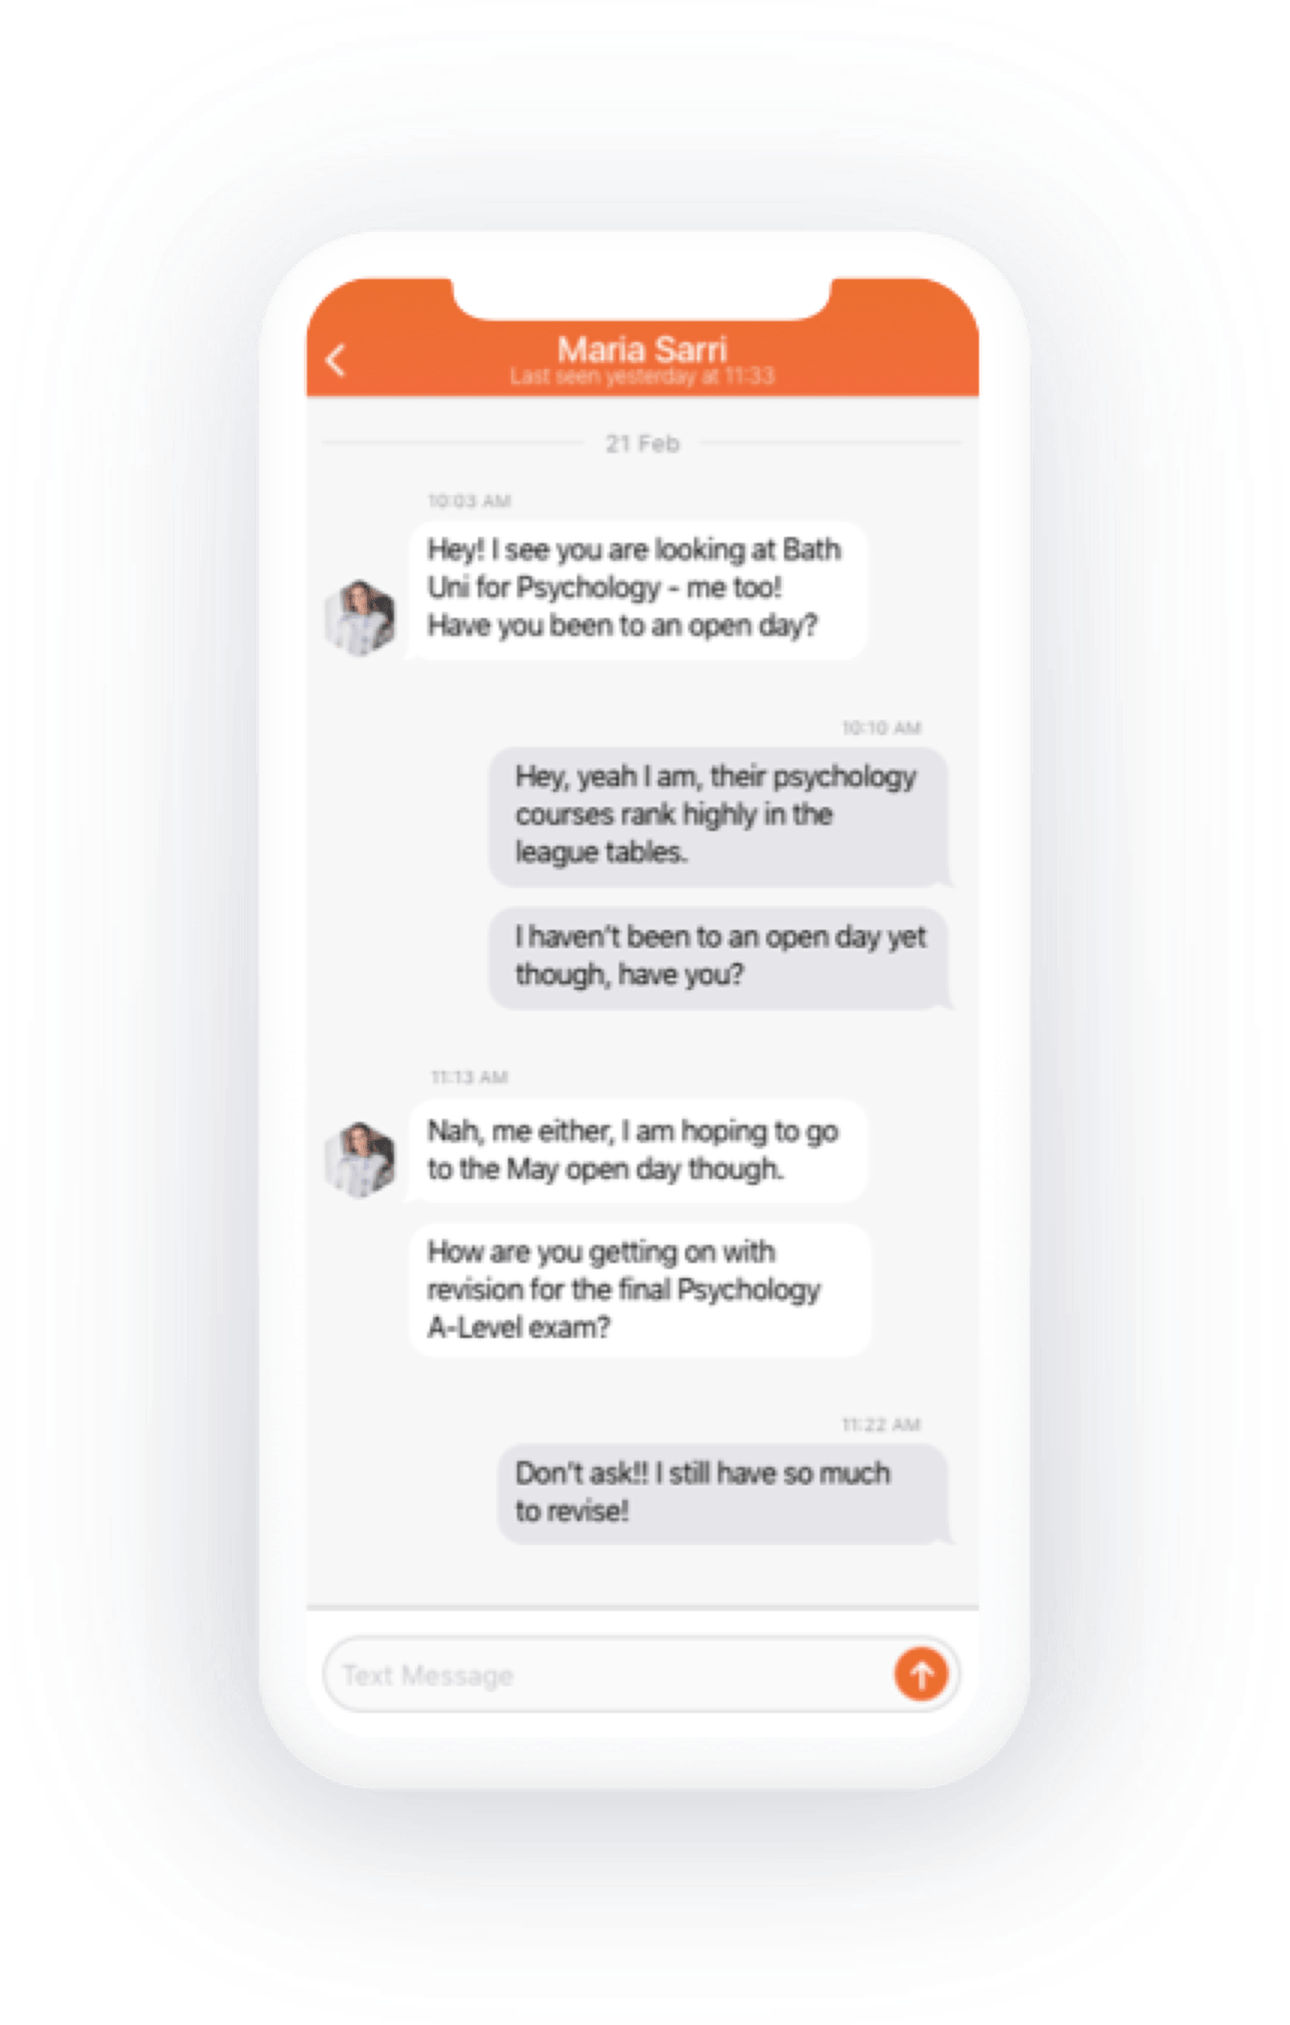 Maria Sarri
Last seen yesterday at 11:33
21 Feb
10:03 AM
Hey! I see you are looking at Bath
Uni for Psychology - me too!
Have you been to an open day?
10:10 AM
Hey, yeah I am, their psychology
courses rank highly in the
league tables.
I haven't been to an open day yet
though, have you?
11:13 AM
Nah, me either, I am hoping to go
to the May open day though.
How are you getting on with
revision for the final Psychology
A-Level exam?
11:22 AM
Don't ask!! I still have so much
to revise!
Text Message